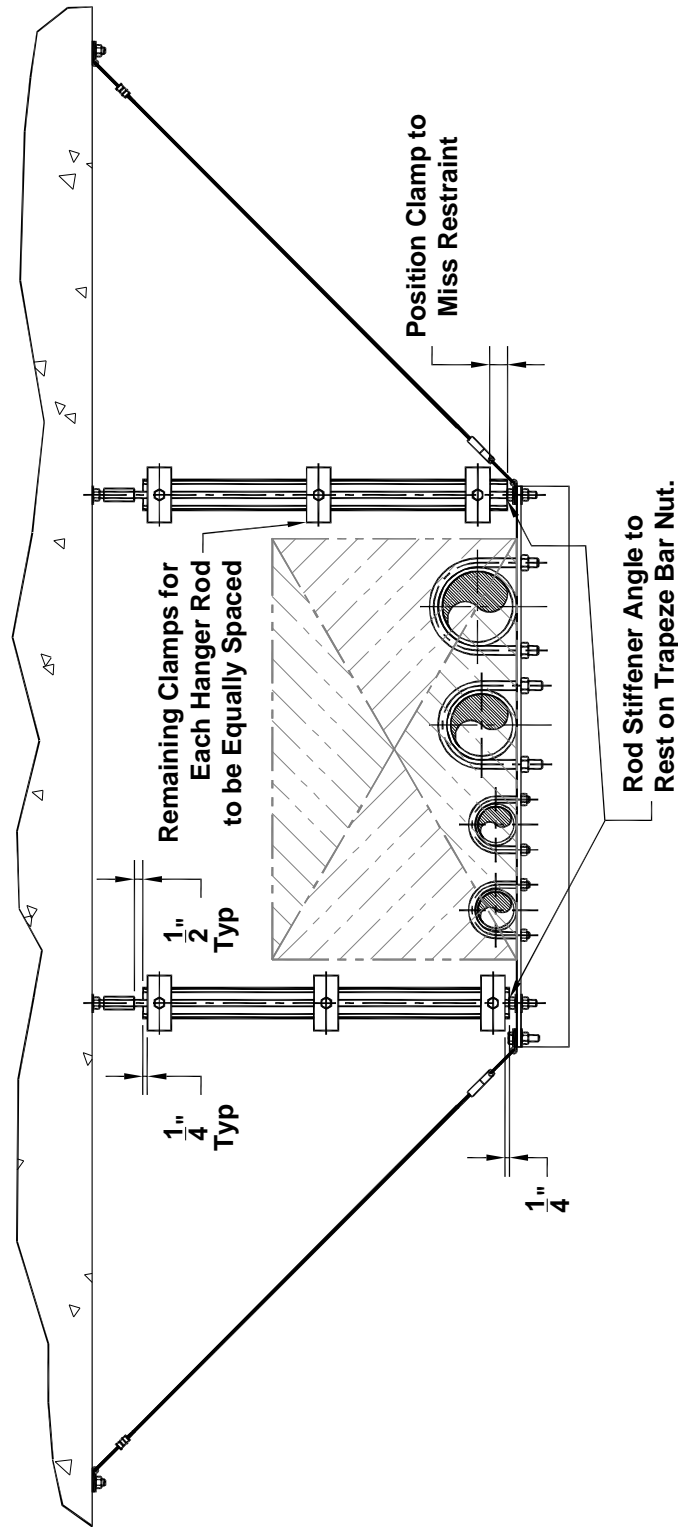 1"
4
Typ
1"
2
Typ
Remaining Clamps for
Each Hanger Rod
to be Equally Spaced
Position Clamp to
Miss Restraint
1"
4
Rod Stiffener Angle to
Rest on Trapeze Bar Nut.